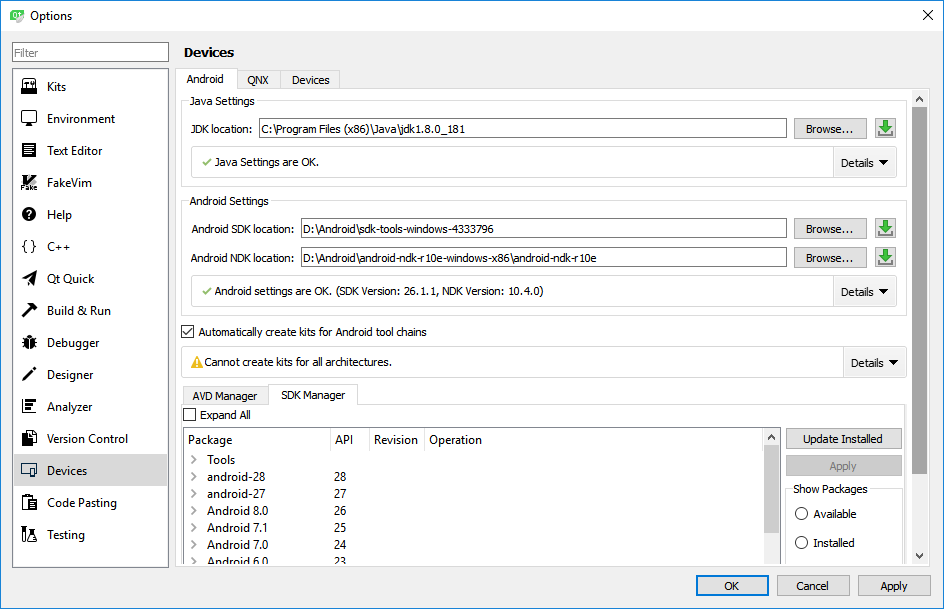 Options
Filter
Devices
Kits
Environment
Text Editor
FakeVim
Help
C++
Qt Quick
Build & Run
Debugger
Designer
Analyzer
Version Control
Devices
Code Pasting
Testing
Android QNX Devices
Java Settings
JDK location: C:\Program Files (x86)\Java\jdk1.8.0_181 Browse...
Java Settings are OK. Details
Android Settings
Android SDK location: D:\Android\sdk-tools-windows-4333796 Browse...
Android NDK location: D:\Android\android-ndk-r10e-windows-x86\android-ndk-r10e Browse...
Android settings are OK. (SDK Version: 26.1.1, NDK Version: 10.4.0) Details
Automatically create kits for Android tool chains
Cannot create kits for all architectures. Details
AVD Manager SDK Manager
Expand All
Package API Revision Operation
Tools
android-28 28
android-27 27
Android 8.0 26
Android 7.1 25
Android 7.0 24
Android 6.0 23
Update Installed
Apply
Show Packages
Available
Installed
OK Cancel Apply